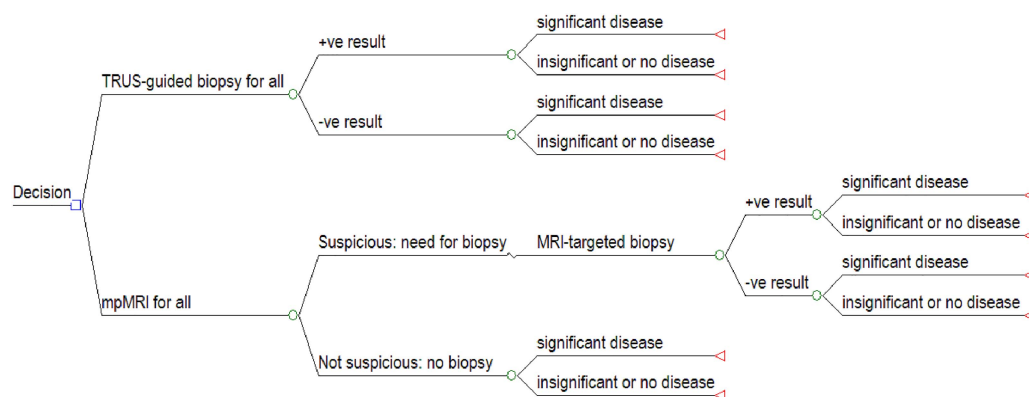 significant disease
+ve result
insignificant or no disease
TRUS-guided biopsy for all
significant disease
-ve result
insignificant or no disease
Decision
significant disease
+ve result
insignificant or no disease
Suspicious: need for biopsy
MRI-targeted biopsy
significant disease
-ve result
insignificant or no disease
mpMRI for all
significant disease
Not suspicious: no biopsy
insignificant or no disease